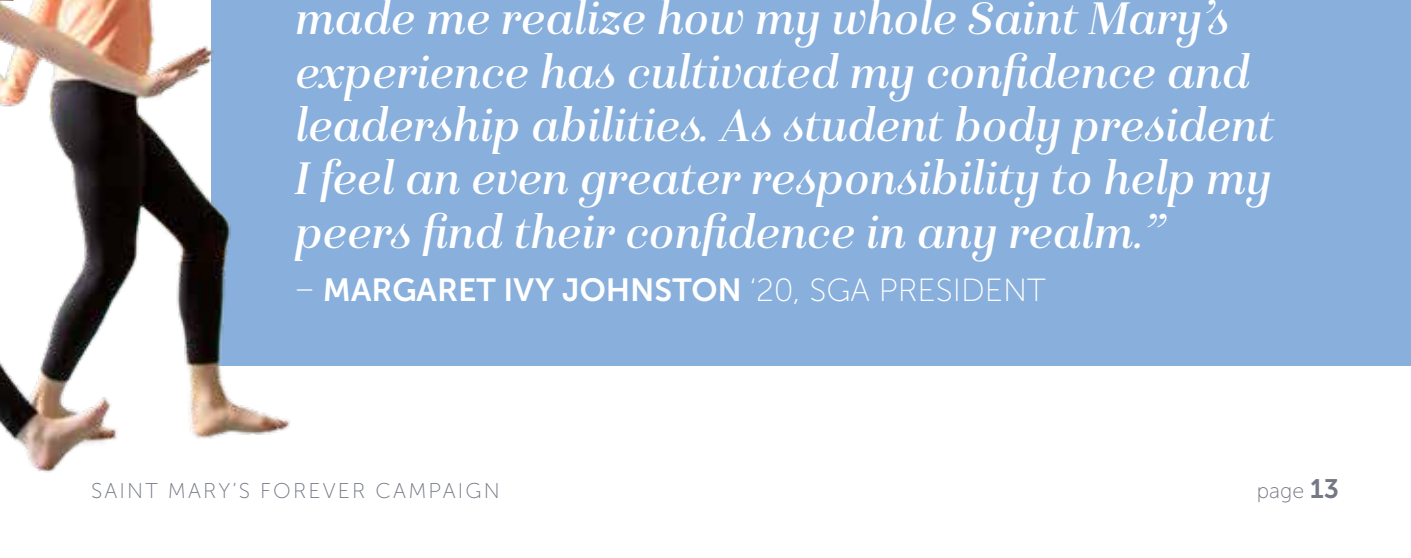 made me realize how my whole Saint Mary’s
experience has cultivated my confidence and
leadership abilities. As student body president
I feel an even greater responsibility to help my
peers find their confidence in any realm.”
– MARGARET IVY JOHNSTON ‘20, SGA PRESIDENT
SAINT MARY’S FOREVER CAMPAIGN
page 13